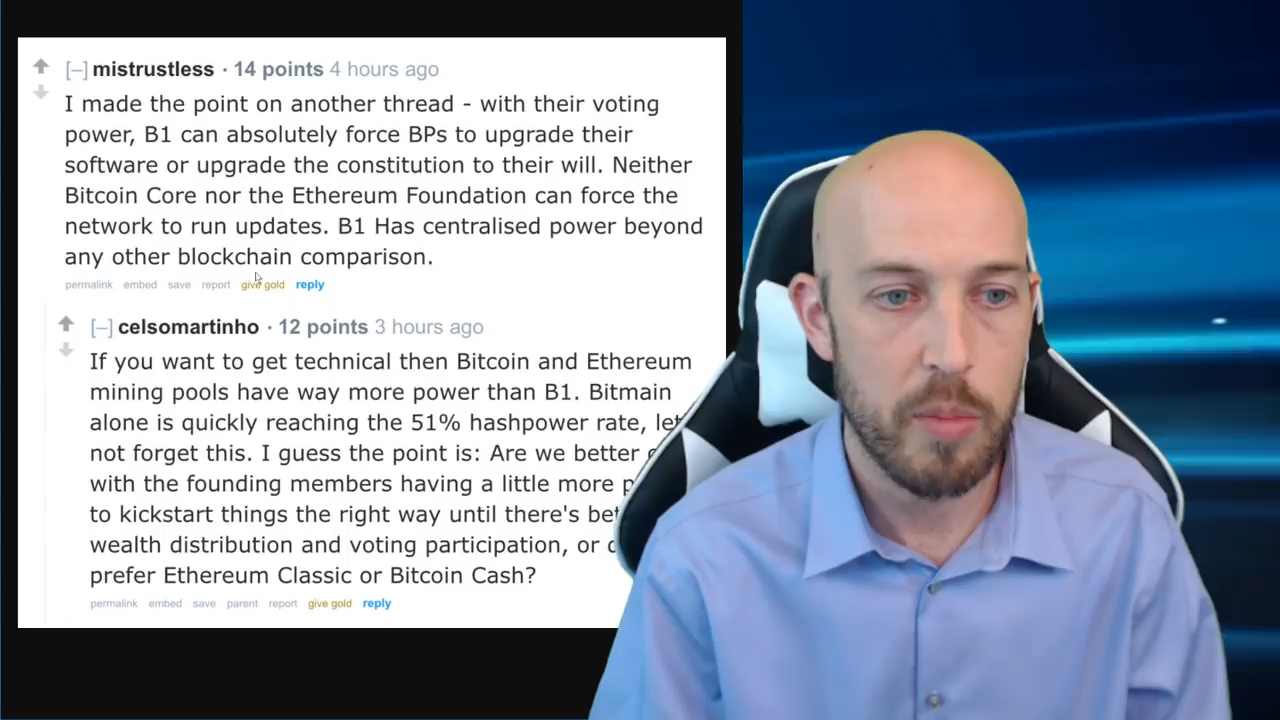 [–] mistrustless · 14 points 4 hours ago
I made the point on another thread - with their voting
power, B1 can absolutely force BPs to upgrade their
software or upgrade the constitution to their will. Neither
Bitcoin Core nor the Ethereum Foundation can force the
network to run updates. B1 Has centralised power beyond
any other blockchain comparison.
permalink embed save report give gold reply
[–] celsomartinho · 12 points 3 hours ago
If you want to get technical then Bitcoin and Ethereum
mining pools have way more power than B1. Bitmain
alone is quickly reaching the 51% hashpower rate, let
not forget this. I guess the point is: Are we better
with the founding members having a little more
to kickstart things the right way until there's
wealth distribution and voting participation, or
prefer Ethereum Classic or Bitcoin Cash?
permalink embed save parent report give gold reply